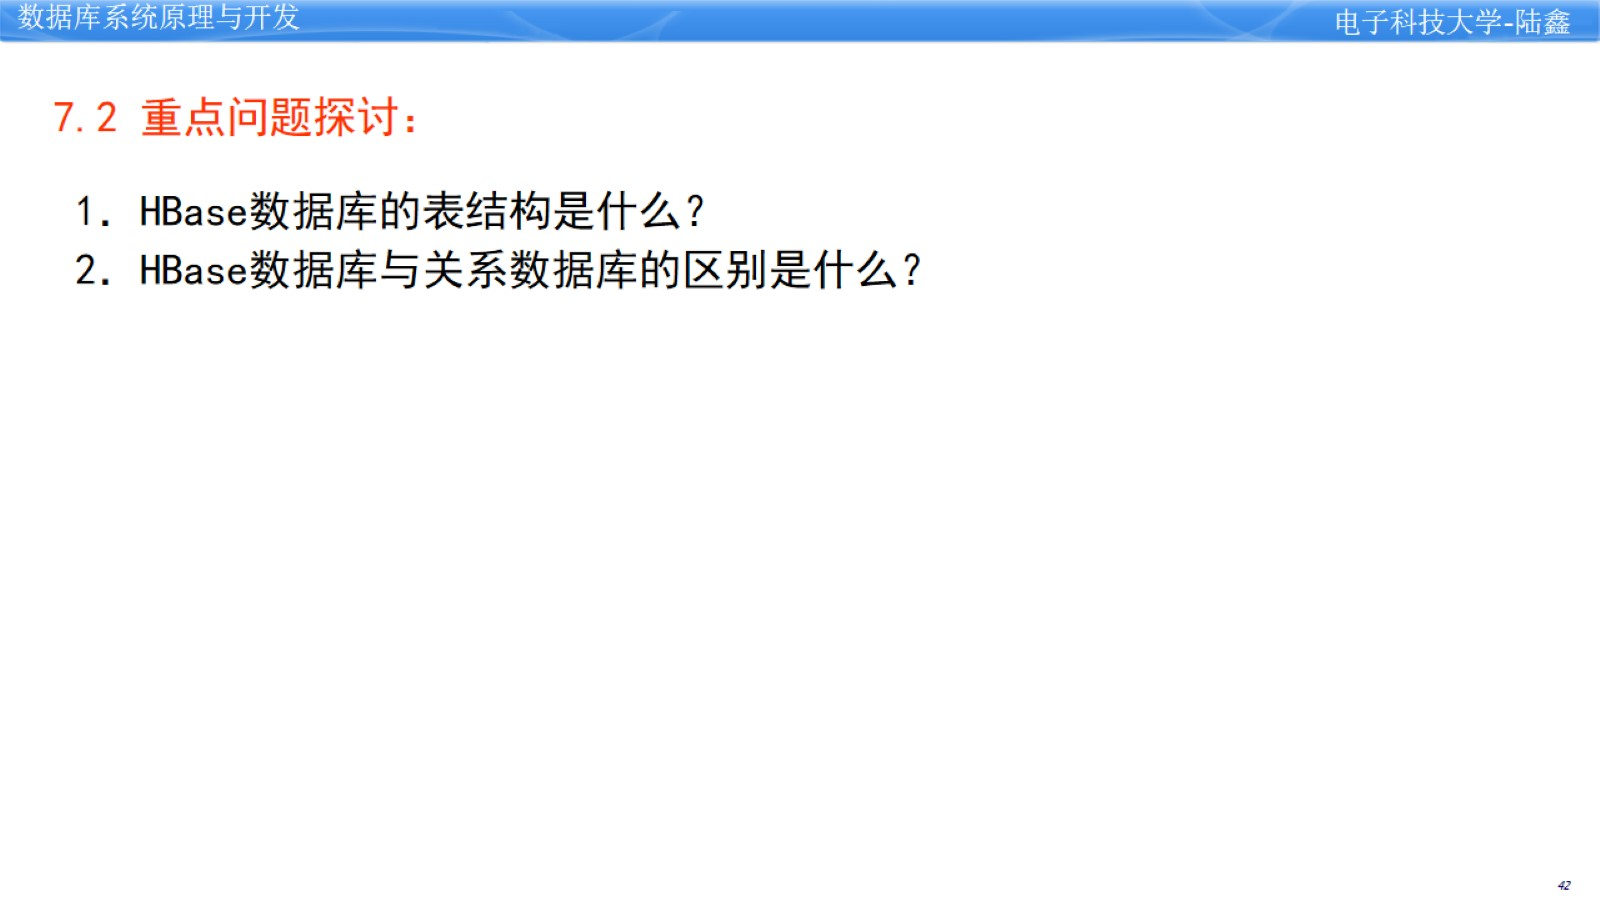 数据库系统原理与开发
电子科技大学-陆鑫
7.2 重点问题探讨：
1．HBase数据库的表结构是什么？
2．HBase数据库与关系数据库的区别是什么？
42